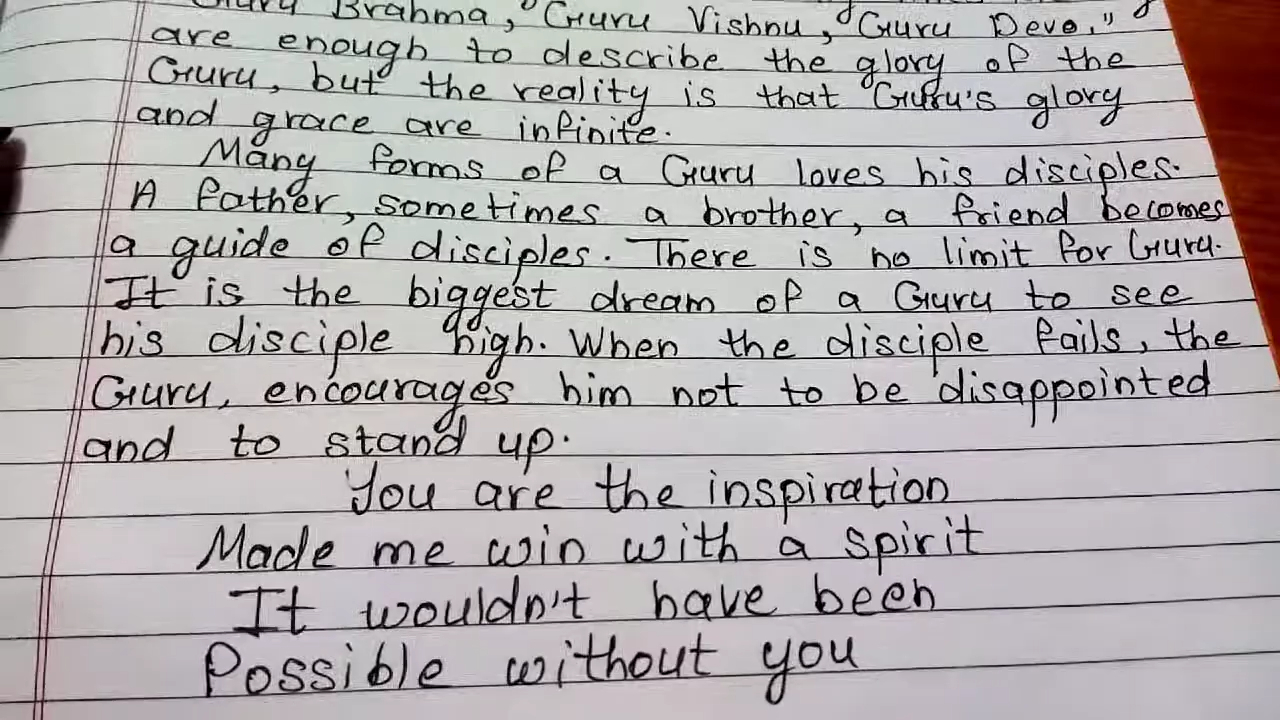 Guru Brahma, "Guru Vishnu, "Guru Devo,"
are enough to describe the glory of the
Guru, but the reality is that Guru's glory
and grace are infinite.
Many forms of a Guru loves his disciples.
A father, sometimes a brother, a friend becomes
a guide of disciples. There is no limit for Guru.
It is the biggest dream of a Guru to see
his disciple high. When the disciple fails, the
Guru, encourages him not to be disappointed
and to stand up.
You are the inspiration
Made me win with a spirit
It wouldn't have been
Possible without you